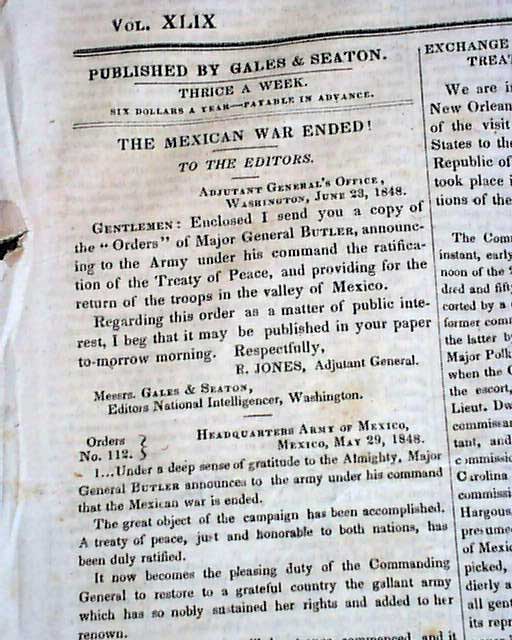 Vol. XLIX
PUBLISHED BY GALES & SEATON.
THRICE A WEEK.
SIX DOLLARS A YEAR—PAYABLE IN ADVANCE.
THE MEXICAN WAR ENDED!
TO THE EDITORS.
Adjutant General's Office,
Washington, June 23, 1848.
Gentlemen: Enclosed I send you a copy of
the "Orders" of Major General Butler, announc-
ing to the Army under his command the ratifica-
tion of the Treaty of Peace, and providing for the
return of the troops in the valley of Mexico.
Regarding this order as a matter of public inte-
rest, I beg that it may be published in your paper
to-morrow morning. Respectfully,
R. JONES, Adjutant General.
Messrs. Gales & Seaton,
Editors National Intelligencer, Washington.
Orders
No. 112.
Headquarters Army of Mexico,
Mexico, May 29, 1848.
1...Under a deep sense of gratitude to the Almighty, Major
General Butler announces to the army under his command
that the Mexican war is ended.
The great object of the campaign has been accomplished.
A treaty of peace, just and honorable to both nations, has
been duly ratified.
It now becomes the pleasing duty of the Commanding
General to restore to a grateful country the gallant army
which has so nobly sustained her rights and added to her
renown.
EXCHANGE
TREAT
We are i
New Orlean
of the visit
States to the
Republic of
took place i
tions of the
The Com
instant, early
noon of the
dred and fift
corted by a
former comm
the latter b
Major Polk
when the
the escort,
Lieut. Dw
commissar
tant, and
commissi
Carolina
commissi
Hargous
presumed
of Mexic
picked,
dierly a
all gent
its repr